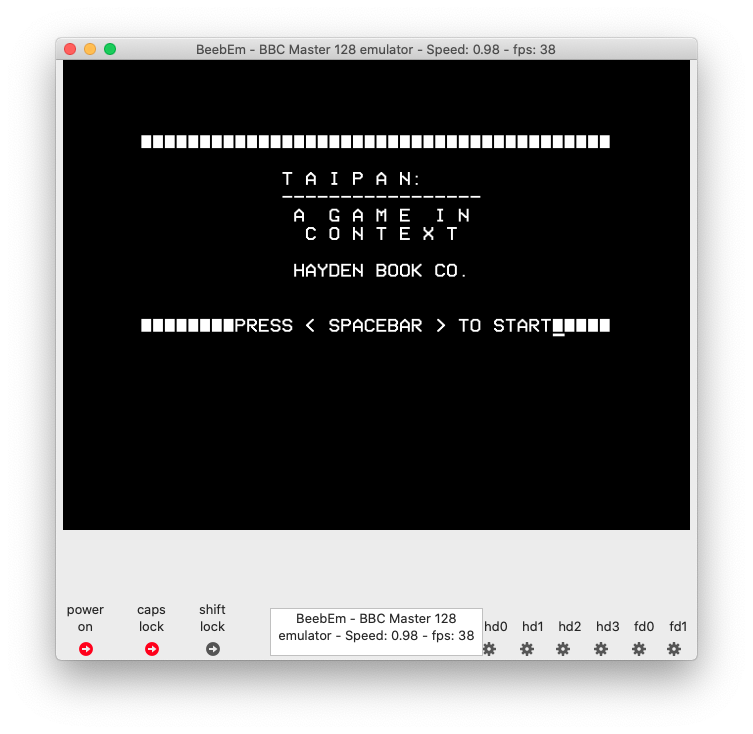 BeebEm - BBC Master 128 emulator - Speed: 0.98 - fps: 38
T A I P A N:
-----------------
A G A M E I N
C O N T E X T
HAYDEN BOOK CO.
PRESS < SPACEBAR > TO START
power on
caps lock
shift lock
BeebEm - BBC Master 128
emulator - Speed: 0.98 - fps: 38
hd0 hd1 hd2 hd3 fd0 fd1